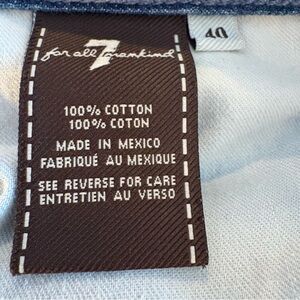 40
7
for all mankind
100% COTTON
100% COTON
MADE IN MEXICO
FABRIQUÉ AU MEXIQUE
SEE REVERSE FOR CARE
ENTRETIEN AU VERSO